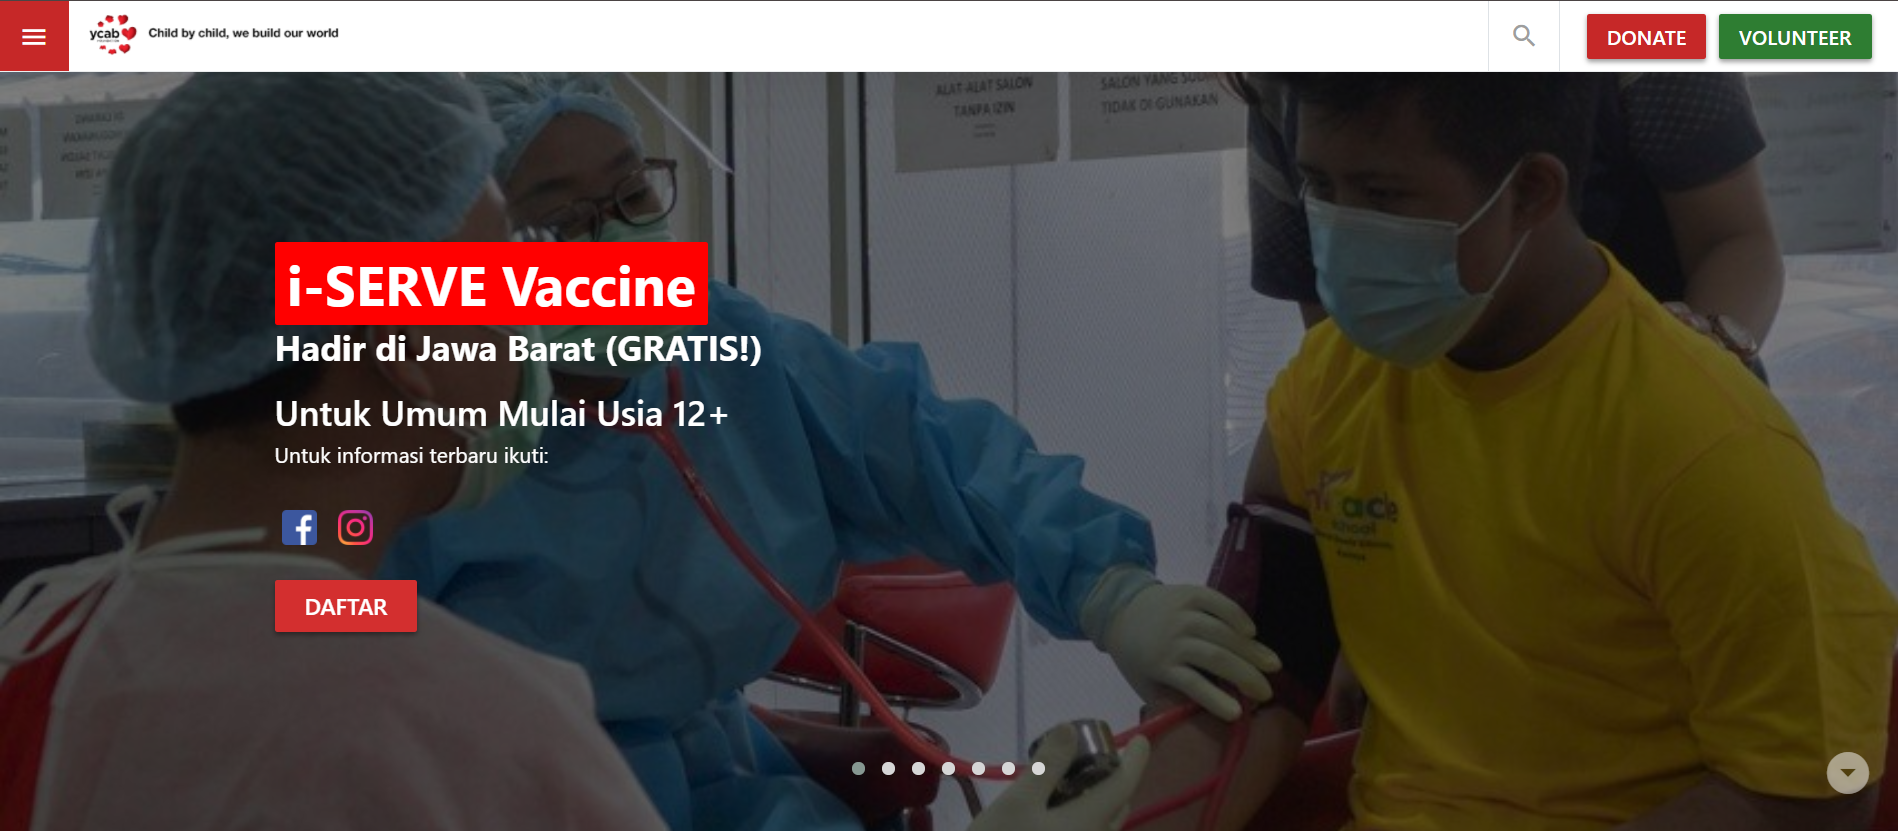 ycab
Child by child, we build our world
DONATE
VOLUNTEER
ALAT-ALAT SALON
TANPA IZIN
SALON YANG SUDAH
TIDAK DI GUNAKAN
i-SERVE Vaccine
Hadir di Jawa Barat (GRATIS!)
Untuk Umum Mulai Usia 12+
Untuk informasi terbaru ikuti:
DAFTAR